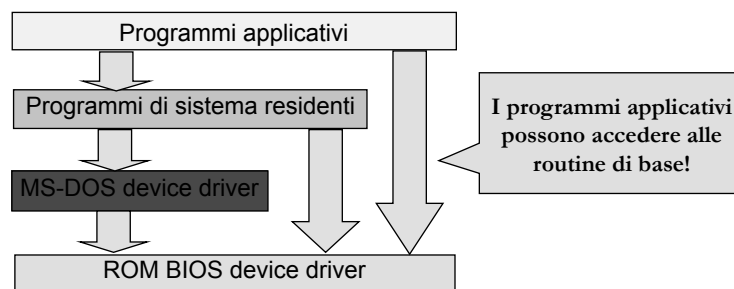 Programmi applicativi
Programmi di sistema residenti
I programmi applicativi
possono accedere alle
routine di base!
MS-DOS device driver
ROM BIOS device driver